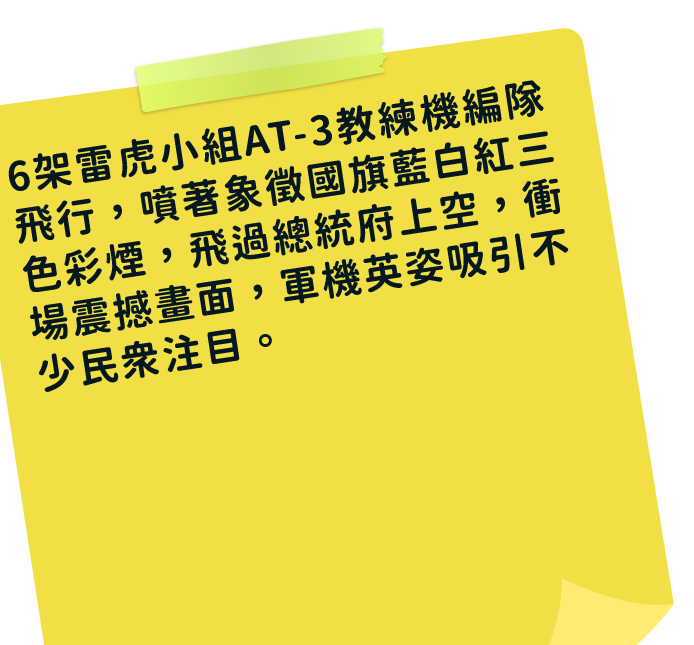 6架雷虎小組AT-3教練機編隊
飛行，噴著象徵國旗藍白紅三
色彩煙，飛過總統府上空，衝
場震撼畫面，軍機英姿吸引不
少民衆注目。